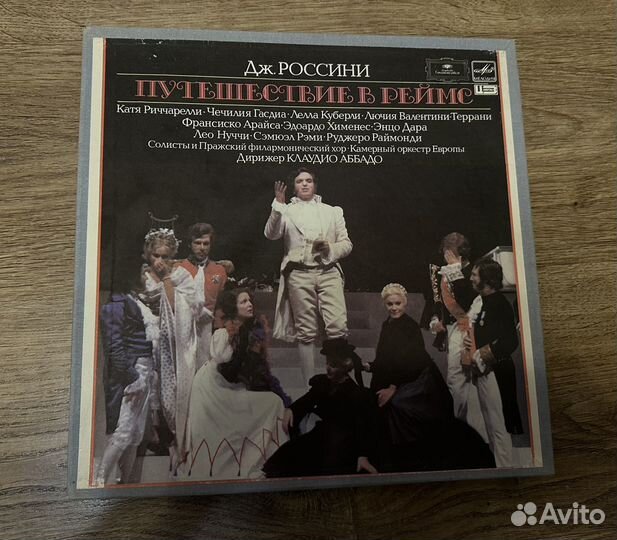 Дж. РОССИНИ
ПУТЕШЕСТВИЕ В РЕЙМС
Катя Риччарелли · Чечилия Гасдиа · Лелла Куберли · Лючия Валентини-Террани
Франсиско Арайса · Эдоардо Хименес · Энцо Дара
Лео Нуччи · Сэмюэл Рэми · Руджеро Раймонди
Солисты и Пражский филармонический хор · Камерный оркестр Европы
Дирижер КЛАУДИО АББАДО
МЕЛОДИЯ
Avito